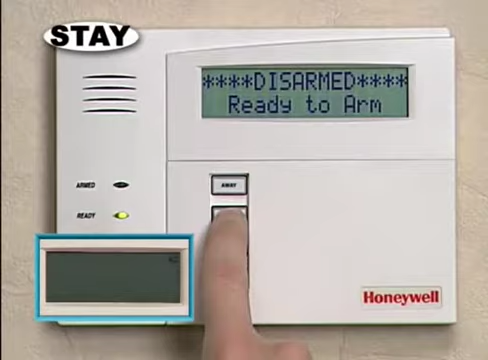 STAY
****DISARMED****
Ready to Arm
AWAY
ARMED
READY
Honeywell